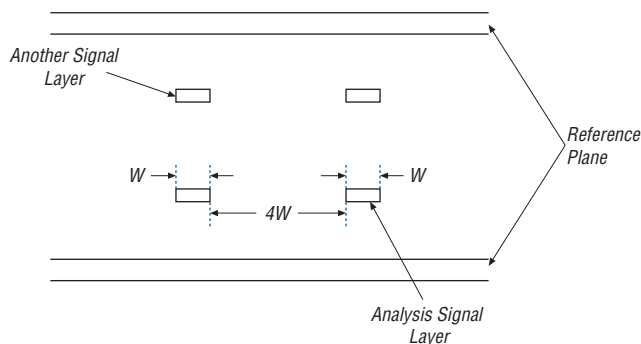 Another Signal
Layer
Reference
Plane
W
W
4W
Analysis Signal
Layer